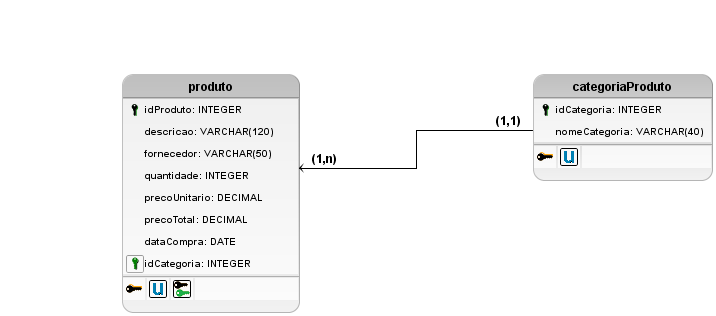 produto
idProduto: INTEGER
descricao: VARCHAR(120)
fornecedor: VARCHAR(50)
quantidade: INTEGER
precoUnitario: DECIMAL
precoTotal: DECIMAL
dataCompra: DATE
idCategoria: INTEGER
u
(1,n)
(1,1)
categoriaProduto
idCategoria: INTEGER
nomeCategoria: VARCHAR(40)
u